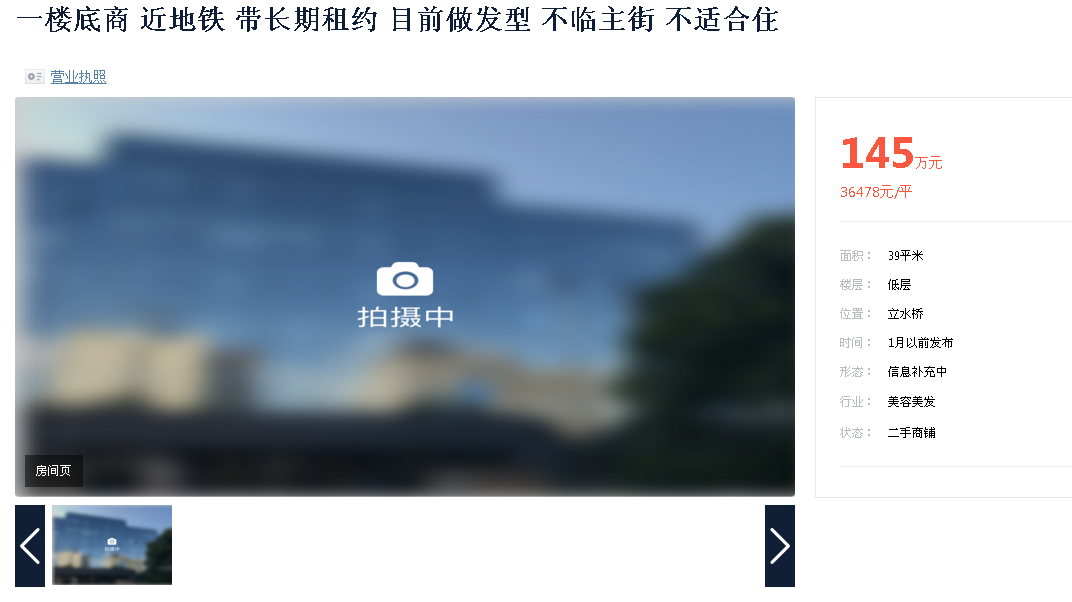 一楼底商 近地铁 带长期租约 目前做发型 不临主街 不适合住
营业执照
拍摄中
房间页
145万元
36478元/平
面积： 39平米
楼层： 低层
位置： 立水桥
时间： 1月以前发布
形态： 信息补充中
行业： 美容美发
状态： 二手商铺
拍摄中